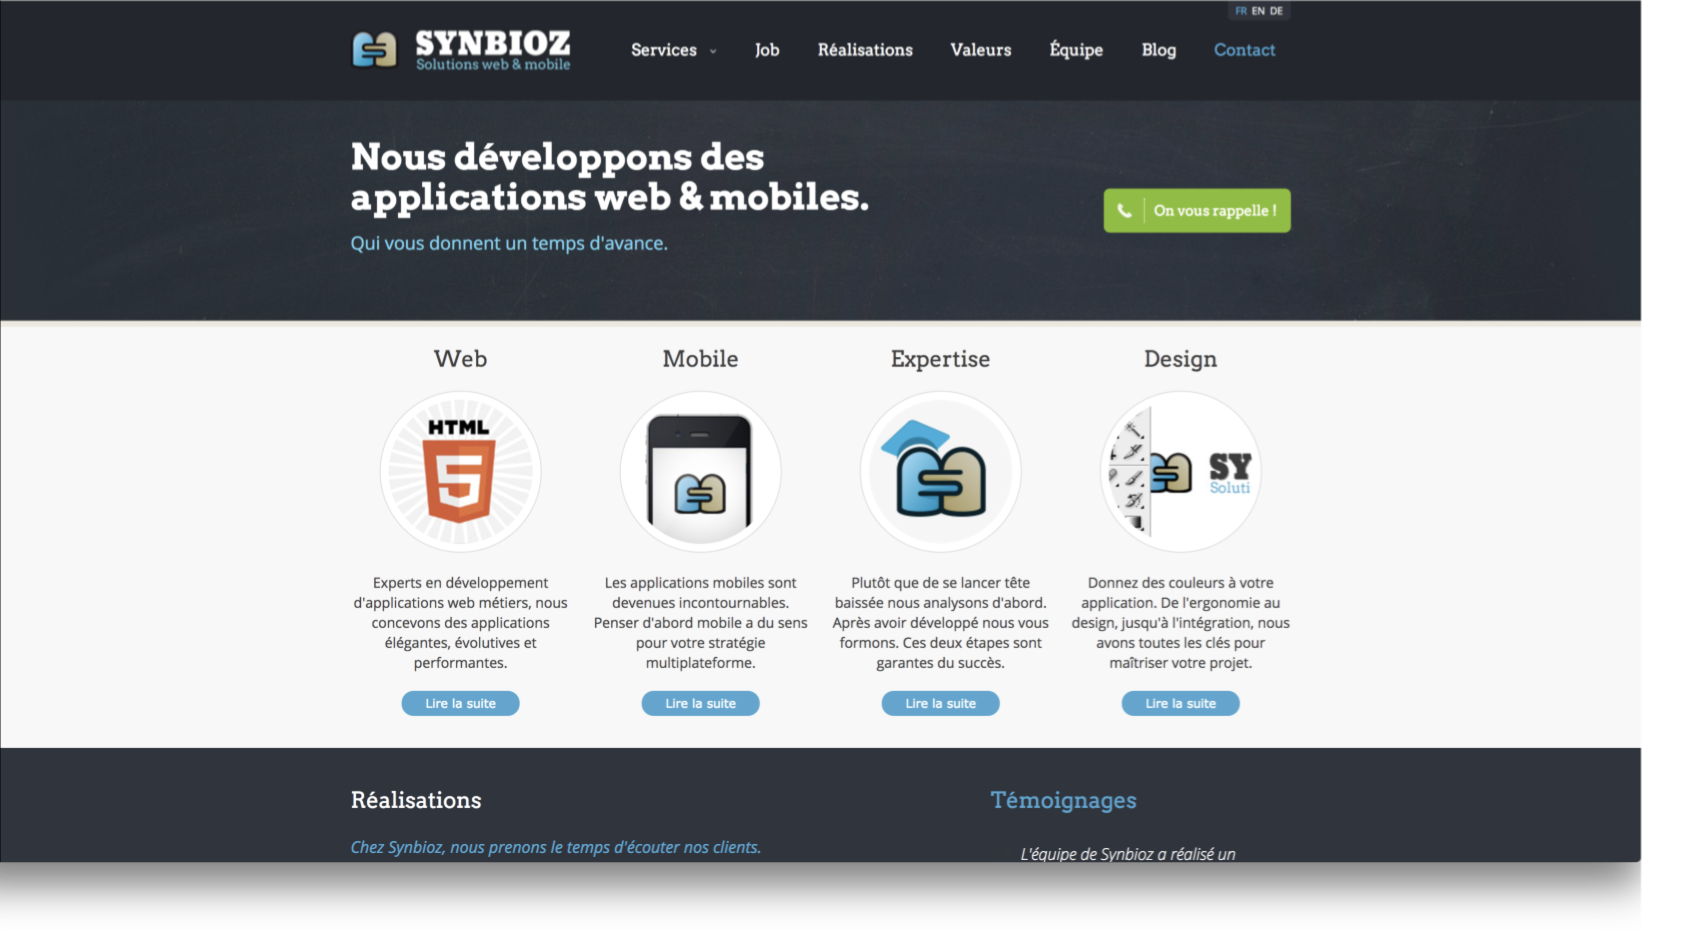 FR EN DE
SYNBIOZ
Solutions web & mobile
Services
Job
Réalisations
Valeurs
Équipe
Blog
Contact
Nous développons des
applications web & mobiles.
Qui vous donnent un temps d'avance.
On vous rappelle !
Web
HTML
5
Experts en développement
d'applications web métiers, nous
concevons des applications
élégantes, évolutives et
performantes.
Lire la suite
Mobile
Les applications mobiles sont
devenues incontournables.
Penser d'abord mobile a du sens
pour votre stratégie
multiplateforme.
Lire la suite
Expertise
Plutôt que de se lancer tête
baissée nous analysons d'abord.
Après avoir développé nous vous
formons. Ces deux étapes sont
garantes du succès.
Lire la suite
Design
SY
Soluti
Donnez des couleurs à votre
application. De l'ergonomie au
design, jusqu'à l'intégration, nous
avons toutes les clés pour
maîtriser votre projet.
Lire la suite
Réalisations
Chez Synbioz, nous prenons le temps d'écouter nos clients.
Témoignages
L'équipe de Synbioz a réalisé un